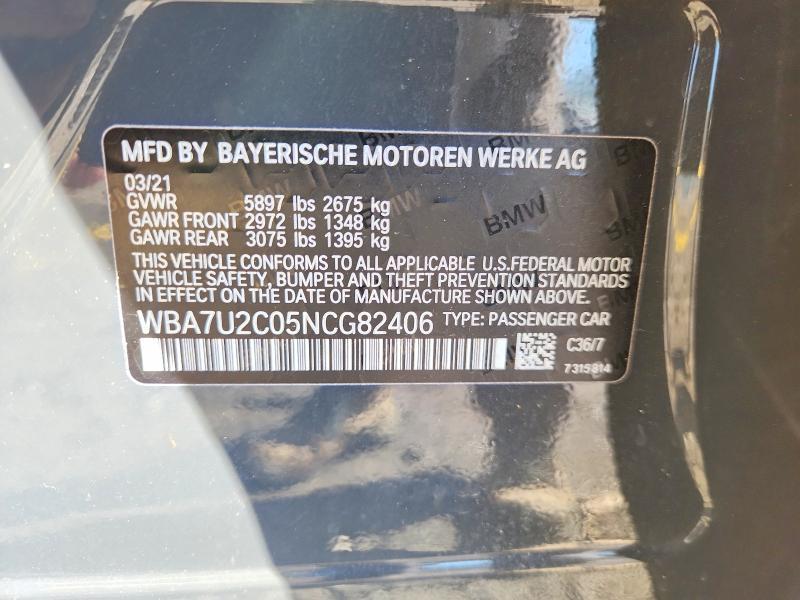 MFD BY BAYERISCHE MOTOREN WERKE AG
03/21
GVWR 5897 lbs 2675 kg
GAWR FRONT 2972 lbs 1348 kg
GAWR REAR 3075 lbs 1395 kg
BMW
THIS VEHICLE CONFORMS TO ALL APPLICABLE U.S.FEDERAL MOTOR
VEHICLE SAFETY, BUMPER AND THEFT PREVENTION STANDARDS
IN EFFECT ON THE DATE OF MANUFACTURE SHOWN ABOVE.
WBA7U2C05NCG82406 TYPE: PASSENGER CAR
C36/7
7315814